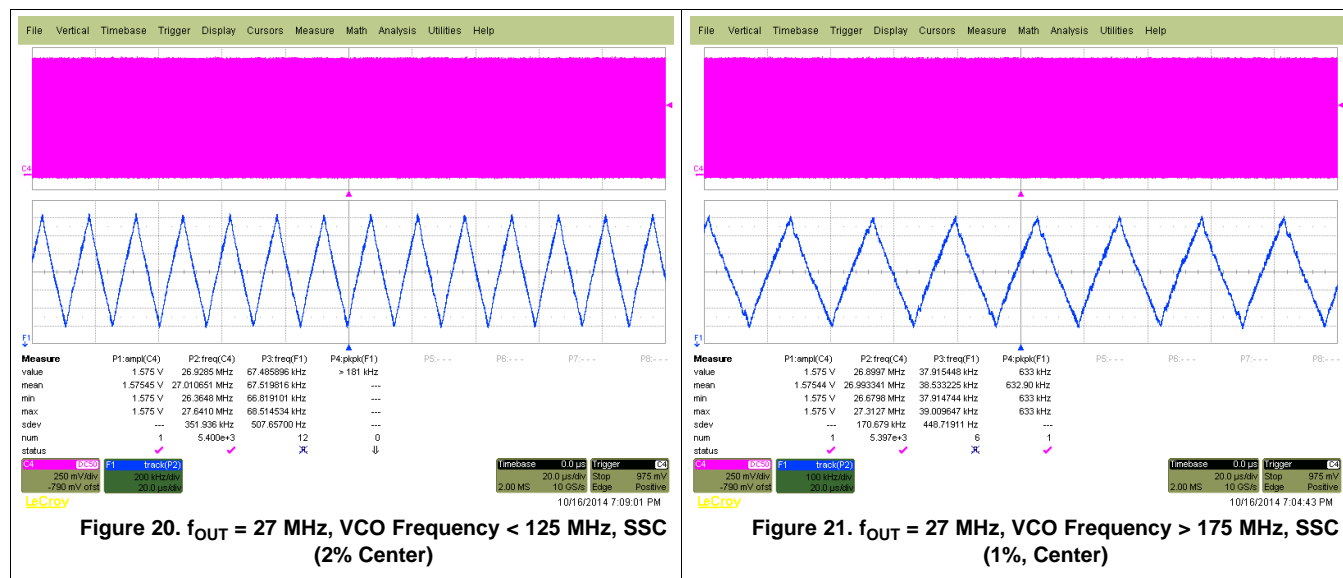 File Vertical Timebase Trigger Display Cursors Measure Math Analysis Utilities Help
C4
F1
Measure P1:ampl(C4) P2:freq(C4) P3:freq(F1) P4:pkpk(F1) P5:- - - P6:- - - P7:- - - P8:- - -
value 1.575 V 26.9285 MHz 67.485896 kHz > 181 kHz
mean 1.57545 V 27.010651 MHz 67.519816 kHz ---
min 1.575 V 26.3648 MHz 66.819101 kHz ---
max 1.575 V 27.6410 MHz 68.514534 kHz ---
sdev --- 351.936 kHz 507.65700 Hz ---
num 1 5.400e+3 12 0
status
C4 DC50 F1 track(P2) Timebase 0.0 µs Trigger C4
250 mV/div 200 kHz/div 20.0 µs/div Stop 975 mV
-790 mV ofst 20.0 µs/div 2.00 MS 10 GS/s Edge Positive
LeCroy 10/16/2014 7:09:01 PM
Figure 20. fOUT = 27 MHz, VCO Frequency < 125 MHz, SSC
(2% Center)
File Vertical Timebase Trigger Display Cursors Measure Math Analysis Utilities Help
C4
F1
Measure P1:ampl(C4) P2:freq(C4) P3:freq(F1) P4:pkpk(F1) P5:- - - P6:- - - P7:- - - P8:- - -
value 1.575 V 26.8997 MHz 37.915448 kHz 633 kHz
mean 1.57544 V 26.993341 MHz 38.533225 kHz 632.90 kHz
min 1.575 V 26.6798 MHz 37.914744 kHz 633 kHz
max 1.575 V 27.3127 MHz 39.009647 kHz 633 kHz
sdev --- 170.679 kHz 448.71911 Hz ---
num 1 5.397e+3 6 1
status
C4 DC50 F1 track(P2) Timebase 0.0 µs Trigger C4
250 mV/div 100 kHz/div 20.0 µs/div Stop 975 mV
-790 mV ofst 20.0 µs/div 2.00 MS 10 GS/s Edge Positive
LeCroy 10/16/2014 7:04:43 PM
Figure 21. fOUT = 27 MHz, VCO Frequency > 175 MHz, SSC
(1%, Center)